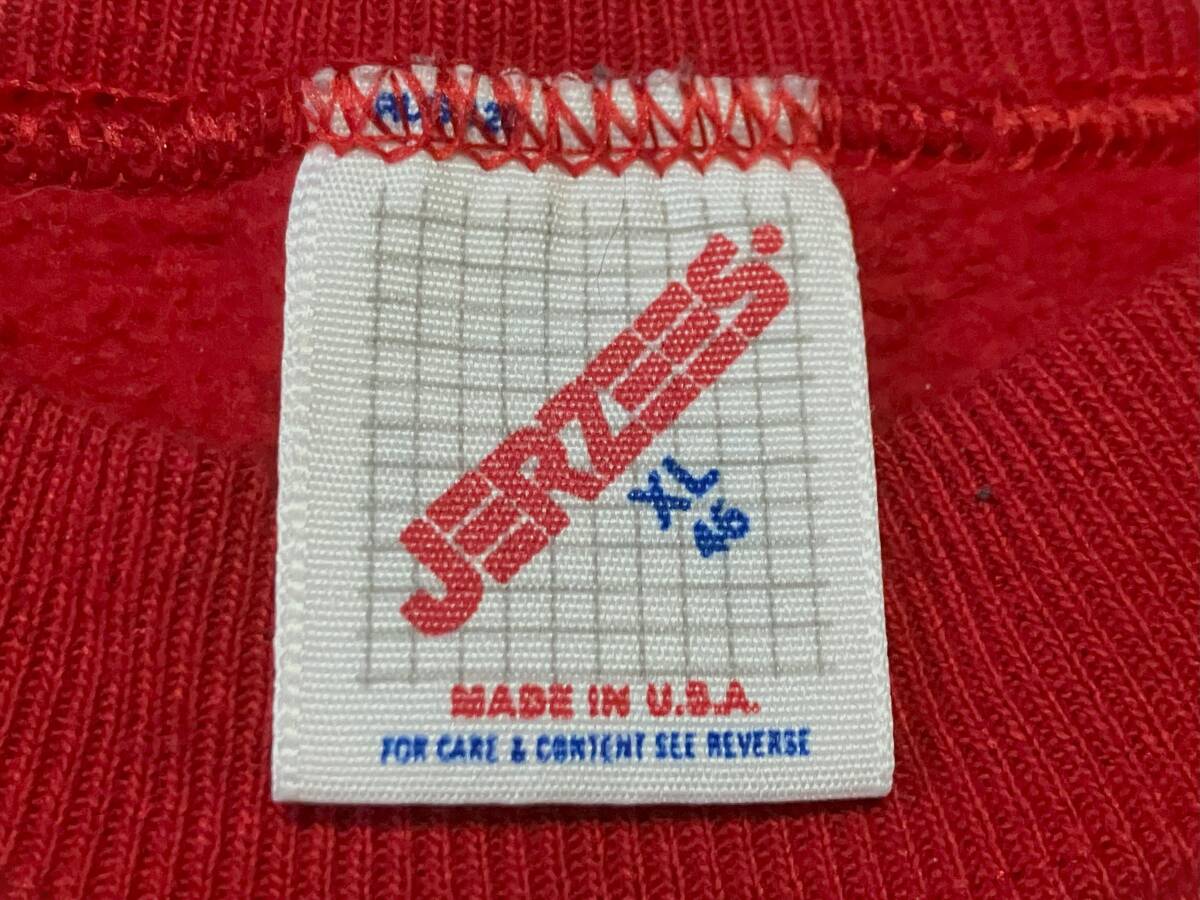 JERZEES.
XL
46
MADE IN U.S.A.
FOR CARE & CONTENT SEE REVERSE